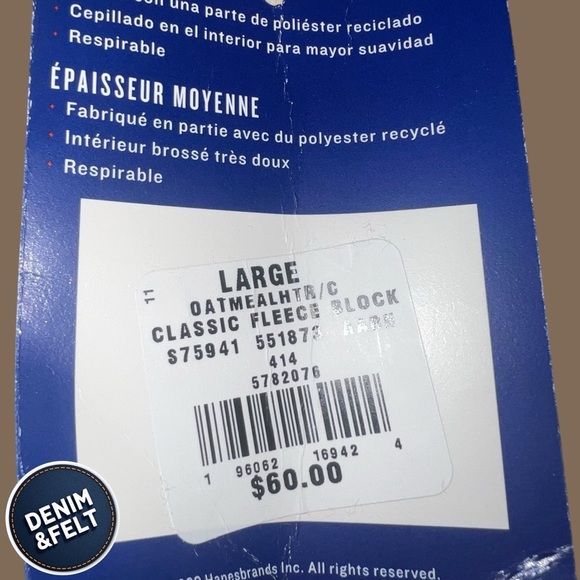 con una parte de poliéster reciclado
• Cepillado en el interior para mayor suavidad
• Respirable
ÉPAISSEUR MOYENNE
• Fabriqué en partie avec du polyester recyclé
• Intérieur brossé très doux
• Respirable
11
LARGE
OATMEALHTR/C
CLASSIC FLEECE BLOCK
S75941 551873
414
5782076
1 96062 16942 4
$60.00
DENIM
&FELT
Hanesbrands Inc. All rights reserved.